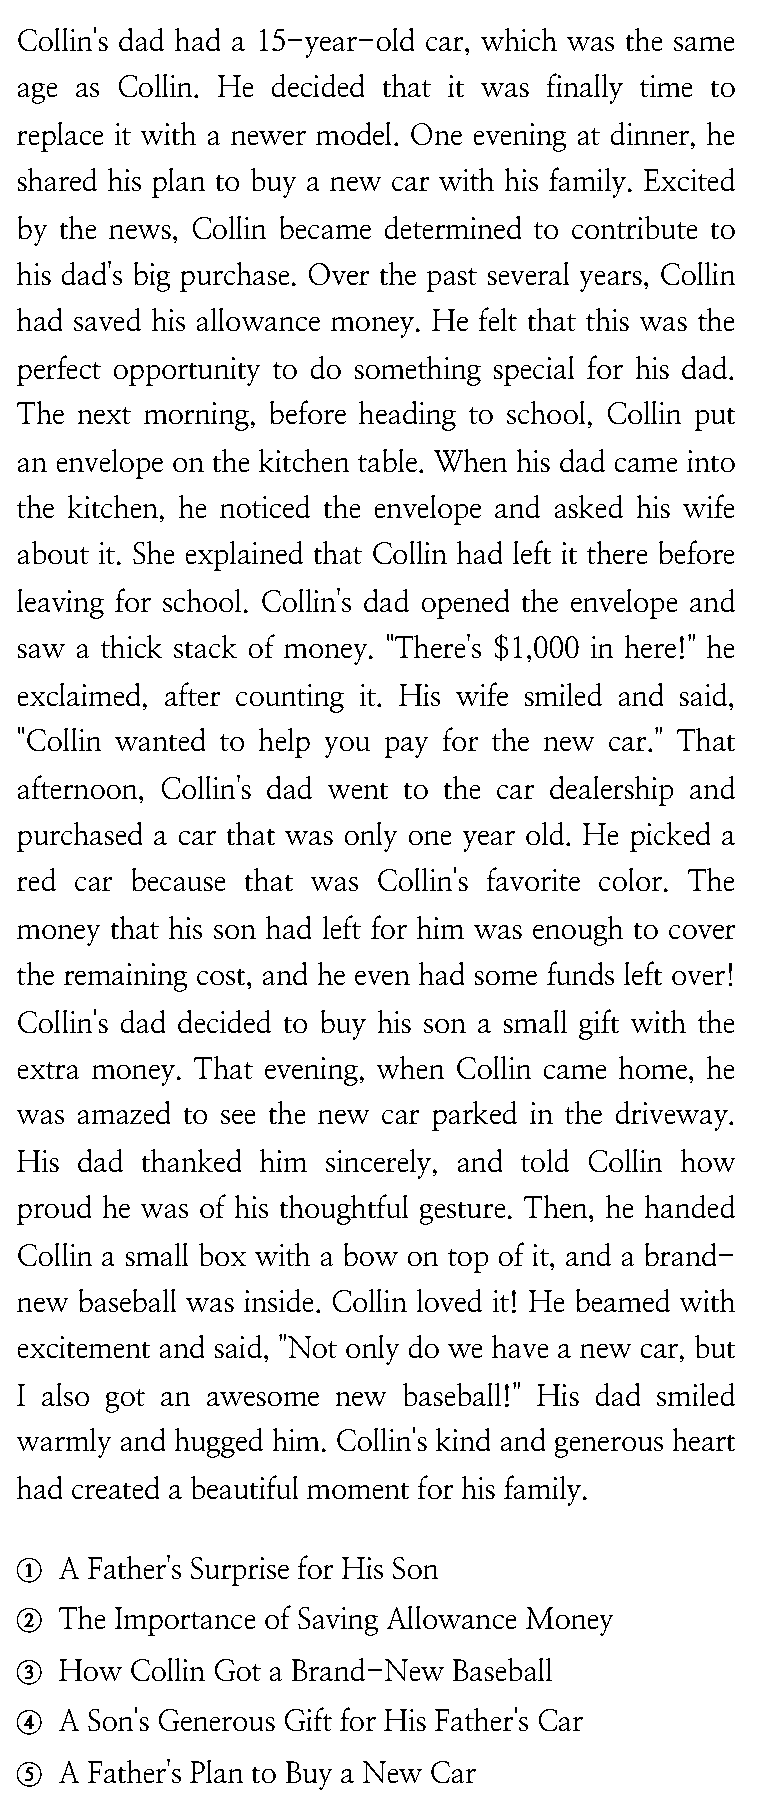 Collin's dad had a 15-year-old car, which was the same
age as Collin. He decided that it was finally time to
replace it with a newer model. One evening at dinner, he
shared his plan to buy a new car with his family. Excited
by the news, Collin became determined to contribute to
his dad's big purchase. Over the past several years, Collin
had saved his allowance money. He felt that this was the
perfect opportunity to do something special for his dad.
The next morning, before heading to school, Collin put
an envelope on the kitchen table. When his dad came into
the kitchen, he noticed the envelope and asked his wife
about it. She explained that Collin had left it there before
leaving for school. Collin's dad opened the envelope and
saw a thick stack of money. "There's $1,000 in here!" he
exclaimed, after counting it. His wife smiled and said,
"Collin wanted to help you pay for the new car." That
afternoon, Collin's dad went to the car dealership and
purchased a car that was only one year old. He picked a
red car because that was Collin's favorite color. The
money that his son had left for him was enough to cover
the remaining cost, and he even had some funds left over!
Collin's dad decided to buy his son a small gift with the
extra money. That evening, when Collin came home, he
was amazed to see the new car parked in the driveway.
His dad thanked him sincerely, and told Collin how
proud he was of his thoughtful gesture. Then, he handed
Collin a small box with a bow on top of it, and a brand-
new baseball was inside. Collin loved it! He beamed with
excitement and said, "Not only do we have a new car, but
I also got an awesome new baseball!" His dad smiled
warmly and hugged him. Collin's kind and generous heart
had created a beautiful moment for his family.
① A Father's Surprise for His Son
② The Importance of Saving Allowance Money
③ How Collin Got a Brand-New Baseball
④ A Son's Generous Gift for His Father's Car
⑤ A Father's Plan to Buy a New Car